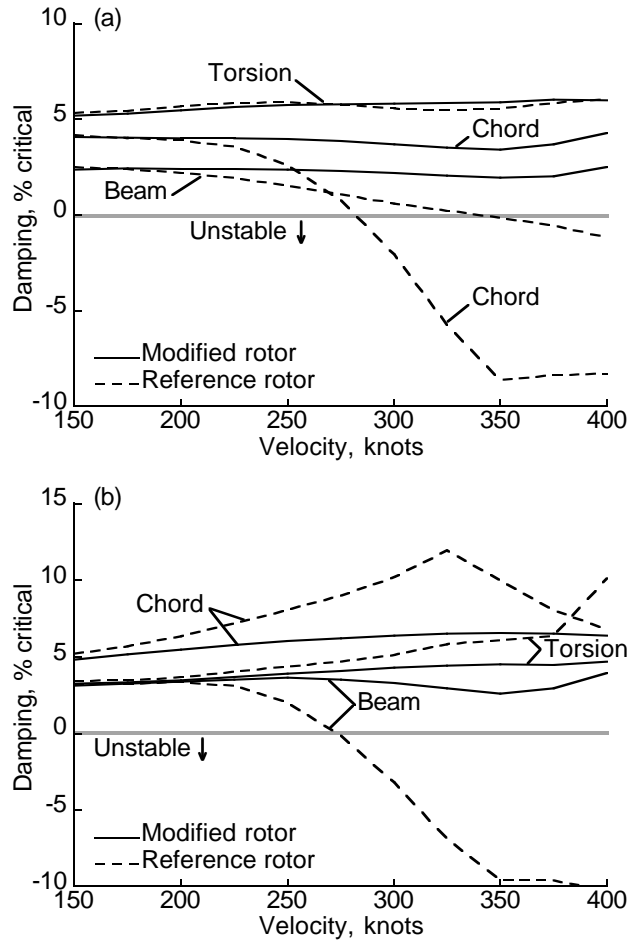 10
(a)
Torsion
5
Chord
Beam
0
Unstable
Damping, % critical
-5
Chord
Modified rotor
Reference rotor
-10
150 200 250 300 350 400
Velocity, knots
15
(b)
10
Chord
5
Torsion
Beam
0
Unstable
Damping, % critical
-5
Modified rotor
Reference rotor
-10
150 200 250 300 350 400
Velocity, knots